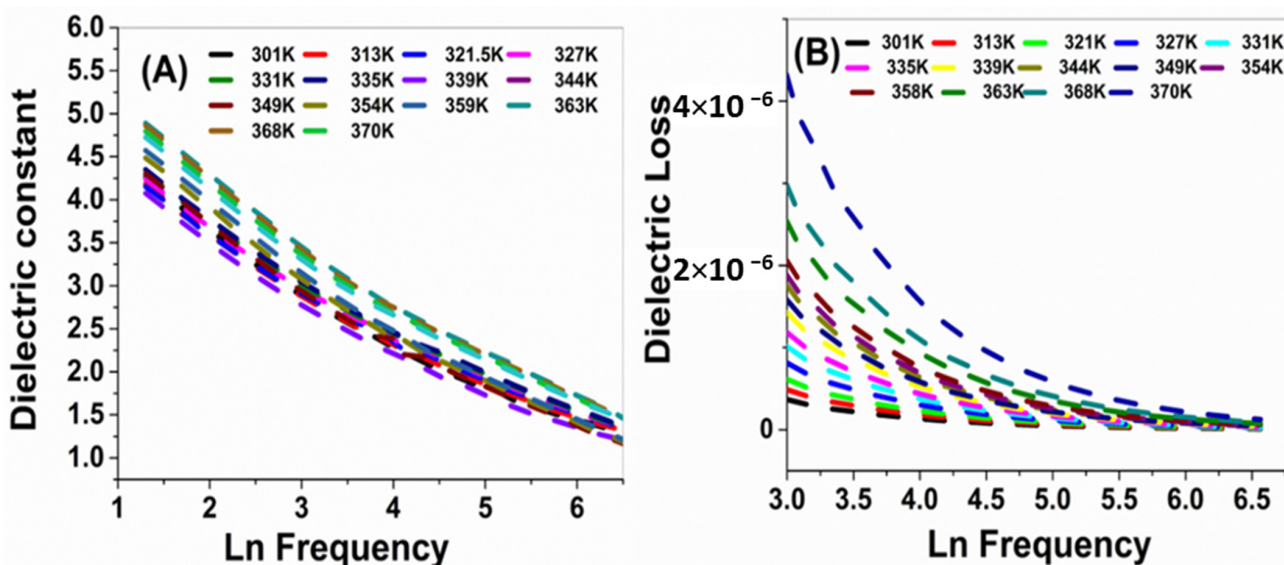 (A)
301K 313K 321.5K 327K
331K 335K 339K 344K
349K 354K 359K 363K
368K 370K
Dielectric constant
6.0
5.5
5.0
4.5
4.0
3.5
3.0
2.5
2.0
1.5
1.0
1 2 3 4 5 6
Ln Frequency
(B)
301K 313K 321K 327K 331K
335K 339K 344K 349K 354K
358K 363K 368K 370K
Dielectric Loss
4×10 -6
2×10 -6
0
3.0 3.5 4.0 4.5 5.0 5.5 6.0 6.5
Ln Frequency